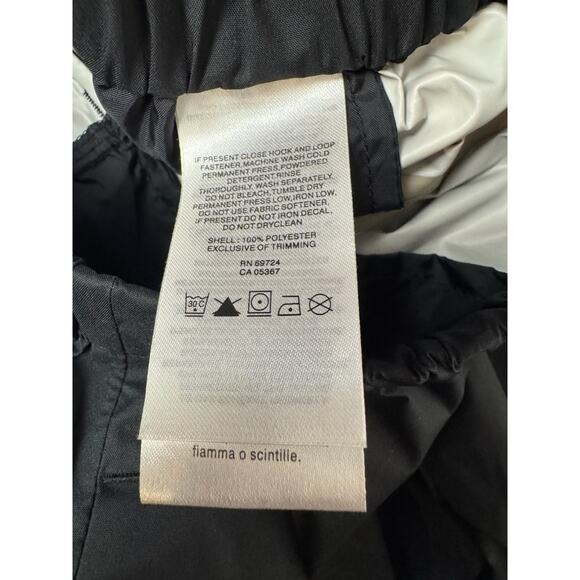 IF PRESENT CLOSE HOOK AND LOOP
FASTENER,MACHINE WASH COLD
PERMANENT PRESS,POWDERED
DETERGENT,RINSE
THOROUGHLY, WASH SEPARATELY,
DO NOT BLEACH,TUMBLE DRY
PERMANENT PRESS LOW,IRON LOW,
DO NOT USE FABRIC SOFTENER,
IF PRESENT DO NOT IRON DECAL,
DO NOT DRYCLEAN
SHELL : 100% POLYESTER
EXCLUSIVE OF TRIMMING
RN 69724
CA 05367
30 C
fiamma o scintille.